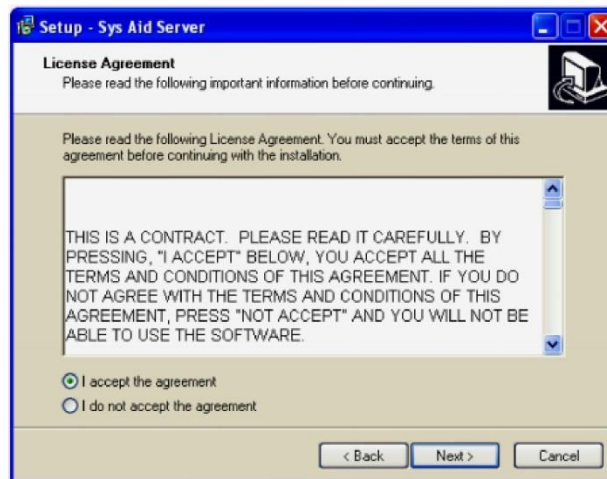 Setup - Sys Aid Server
License Agreement
Please read the following important information before continuing.
Please read the following License Agreement. You must accept the terms of this
agreement before continuing with the installation.
THIS IS A CONTRACT. PLEASE READ IT CAREFULLY. BY
PRESSING, "I ACCEPT" BELOW, YOU ACCEPT ALL THE
TERMS AND CONDITIONS OF THIS AGREEMENT. IF YOU DO
NOT AGREE WITH THE TERMS AND CONDITIONS OF THIS
AGREEMENT, PRESS "NOT ACCEPT" AND YOU WILL NOT BE
ABLE TO USE THE SOFTWARE.
I accept the agreement
I do not accept the agreement
< Back Next > Cancel